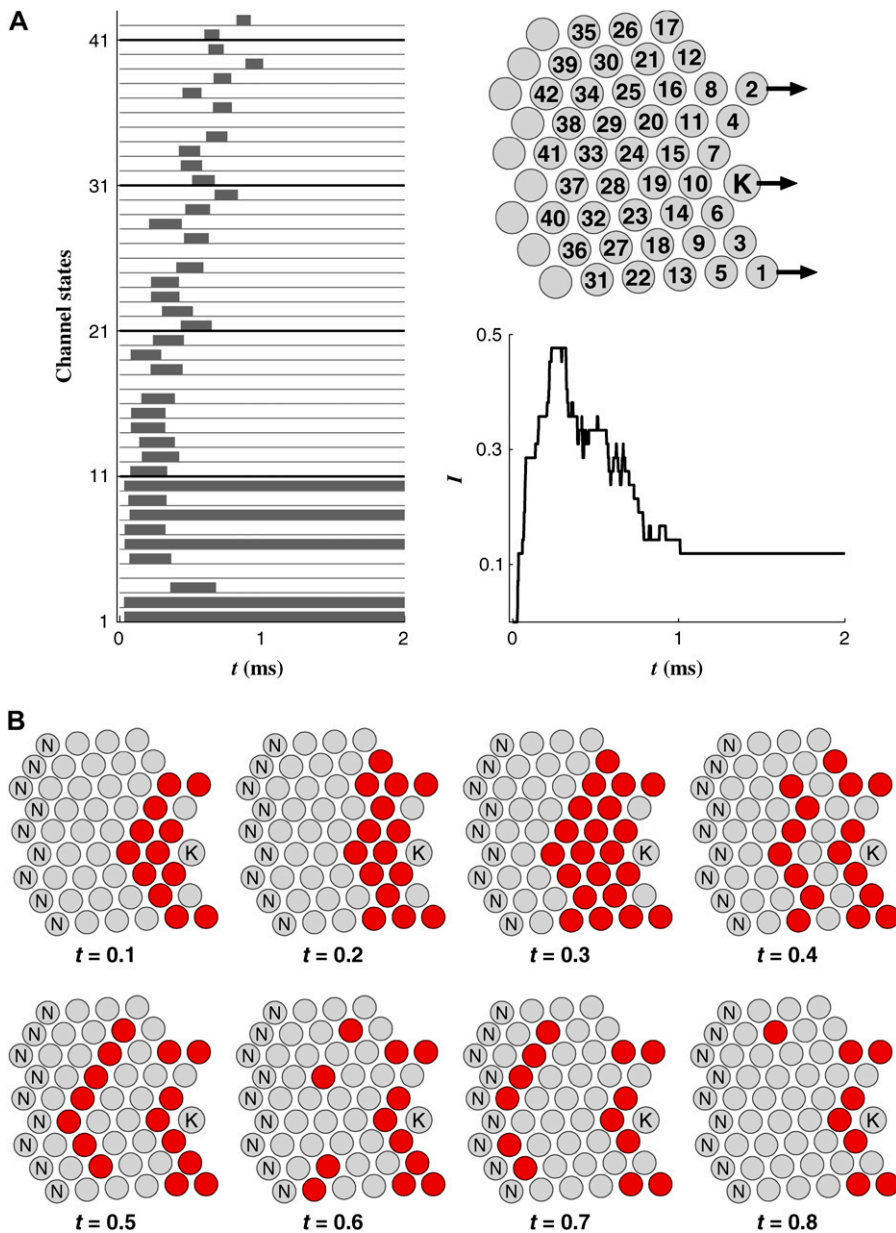 A
41
31
21
11
1
Channel states
0 1 2
t (ms)
35 26 17
39 30 21 12
42 34 25 16 8 2
38 29 20 11 4
41 33 24 15 7
37 28 19 10 K
40 32 23 14 6
36 27 18 9 3
31 22 13 5 1
0.5
0.3
0.1
I
0 1 2
t (ms)
B
N N N N
N N N N
N N N N
N N N N
N K N K N K N K
N N N N
N N N N
N N N N
N N N N
t = 0.1 t = 0.2 t = 0.3 t = 0.4
N N N N
N N N N
N N N N
N N N N
N K N K N K N K
N N N N
N N N N
N N N N
N N N N
t = 0.5 t = 0.6 t = 0.7 t = 0.8